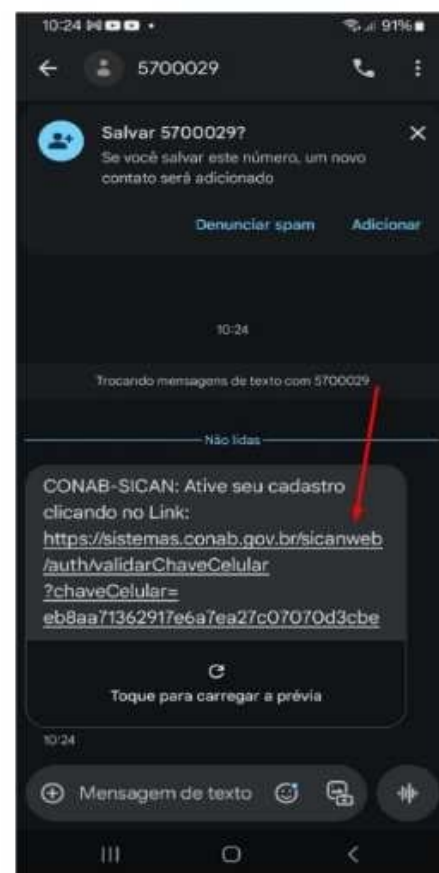 10:24
91%
5700029
Salvar 5700029?
Se você salvar este número, um novo
contato será adicionado
Denunciar spam
Adicionar
10:24
Trocando mensagens de texto com 5700029
Não lidas
CONAB-SICAN: Ative seu cadastro
clicando no Link:
https://sistemas.conab.gov.br/sicanweb
/auth/validarChaveCelular
?chaveCelular=
eb8aa71362917e6a7ea27c07070d3cbe
Toque para carregar a prévia
10:24
Mensagem de texto